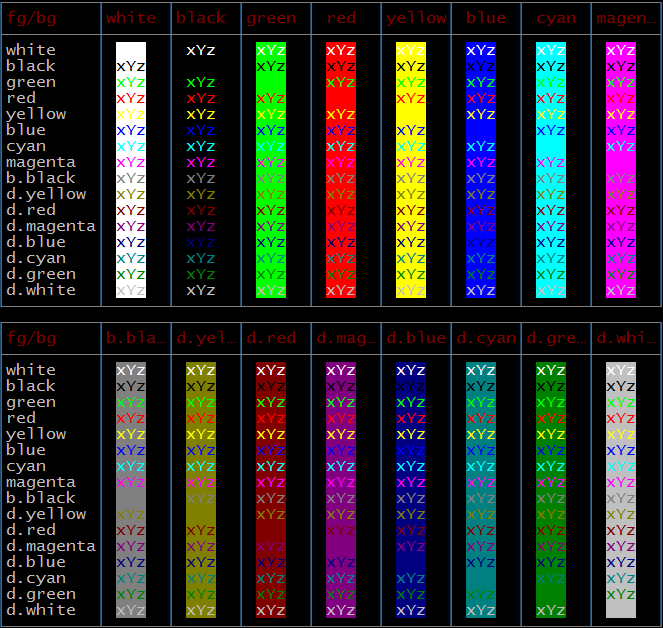 fg/bg white black green red yellow blue cyan magen…
white xYz xYz xYz xYz xYz xYz xYz
black xYz xYz xYz xYz xYz xYz xYz
green xYz xYz xYz xYz xYz xYz xYz
red xYz xYz xYz xYz xYz xYz xYz
yellow xYz xYz xYz xYz xYz xYz xYz
blue xYz xYz xYz xYz xYz xYz xYz
cyan xYz xYz xYz xYz xYz xYz xYz
magenta xYz xYz xYz xYz xYz xYz xYz
b.black xYz xYz xYz xYz xYz xYz xYz xYz
d.yellow xYz xYz xYz xYz xYz xYz xYz xYz
d.red xYz xYz xYz xYz xYz xYz xYz xYz
d.magenta xYz xYz xYz xYz xYz xYz xYz xYz
d.blue xYz xYz xYz xYz xYz xYz xYz xYz
d.cyan xYz xYz xYz xYz xYz xYz xYz xYz
d.green xYz xYz xYz xYz xYz xYz xYz xYz
d.white xYz xYz xYz xYz xYz xYz xYz xYz
fg/bg b.bla… d.yel… d.red d.mag… d.blue d.cyan d.gre… d.whi…
white xYz xYz xYz xYz xYz xYz xYz xYz
black xYz xYz xYz xYz xYz xYz xYz xYz
green xYz xYz xYz xYz xYz xYz xYz xYz
red xYz xYz xYz xYz xYz xYz xYz xYz
yellow xYz xYz xYz xYz xYz xYz xYz xYz
blue xYz xYz xYz xYz xYz xYz xYz xYz
cyan xYz xYz xYz xYz xYz xYz xYz xYz
magenta xYz xYz xYz xYz xYz xYz xYz xYz
b.black xYz xYz xYz xYz xYz xYz xYz
d.yellow xYz xYz xYz xYz xYz xYz xYz
d.red xYz xYz xYz xYz xYz xYz xYz
d.magenta xYz xYz xYz xYz xYz xYz xYz
d.blue xYz xYz xYz xYz xYz xYz xYz
d.cyan xYz xYz xYz xYz xYz xYz xYz
d.green xYz xYz xYz xYz xYz xYz xYz
d.white xYz xYz xYz xYz xYz xYz xYz